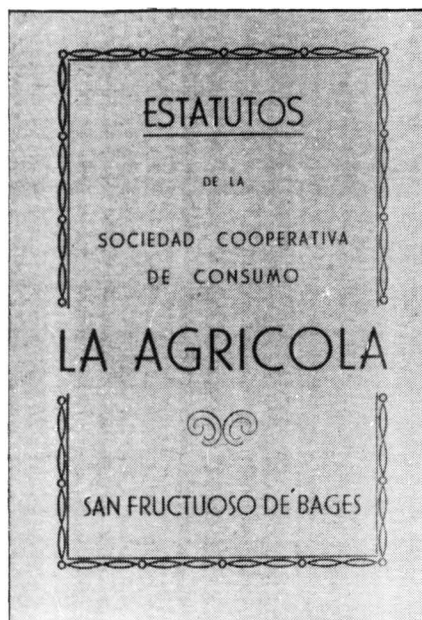 ESTATUTOS
DE LA
SOCIEDAD COOPERATIVA
DE CONSUMO
LA AGRICOLA
SAN FRUCTUOSO DE BAGES